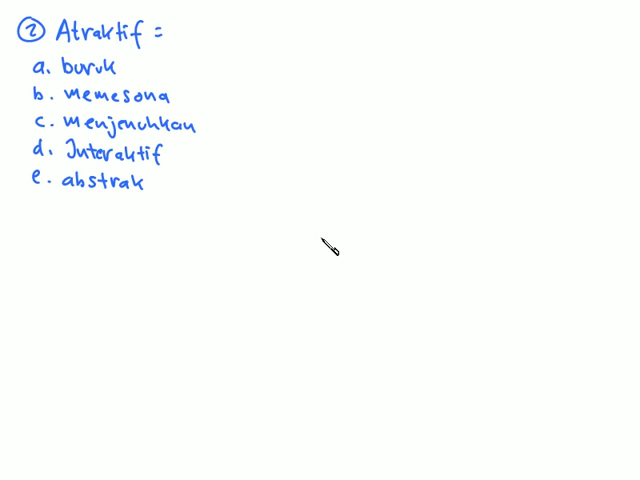 ② Atraktif =
a. buruk
b. memesona
c. menjenuhkan
d. Interaktif
e. abstrak